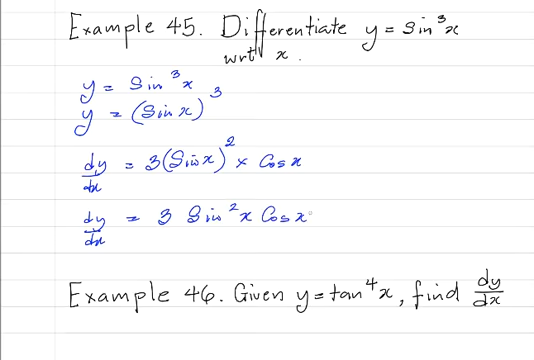 Example 45. Differentiate y = sin³x
wrt x.
y = Sin³x
y = (Sin x)³
dy/dx = 3(Sin x)² × Cos x
dy/dx = 3 Sin²x Cos x
Example 46. Given y = tan⁴x, find dy/dx